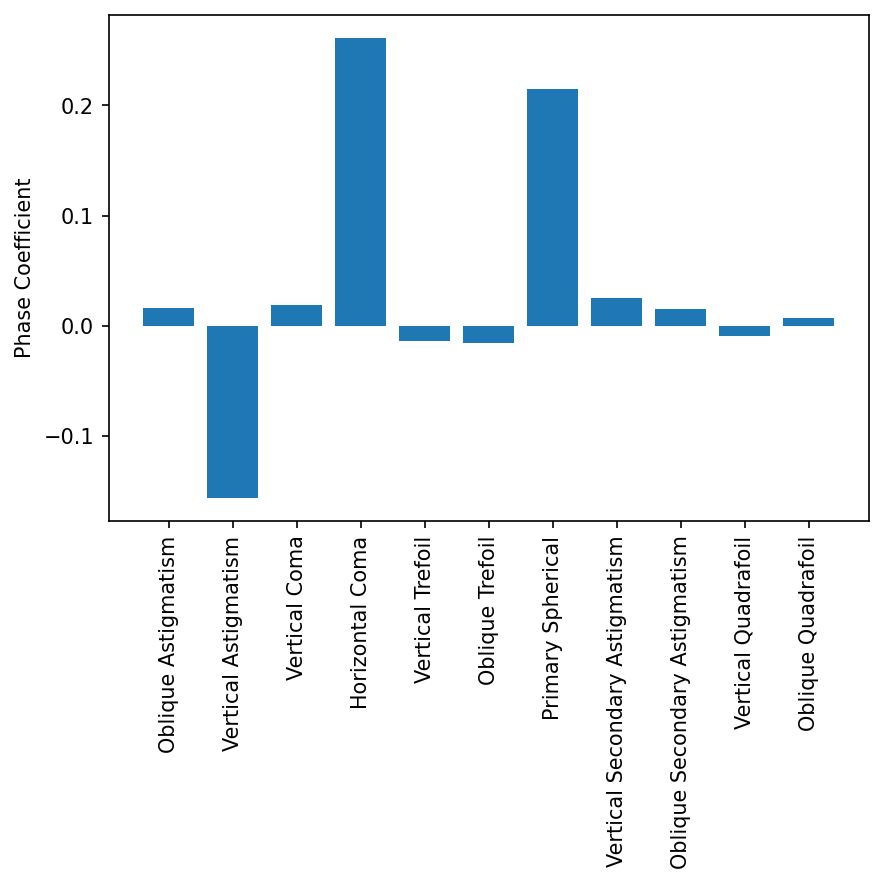 Phase Coefficient
0.2
0.1
0.0
−0.1
Oblique Astigmatism
Vertical Astigmatism
Vertical Coma
Horizontal Coma
Vertical Trefoil
Oblique Trefoil
Primary Spherical
Vertical Secondary Astigmatism
Oblique Secondary Astigmatism
Vertical Quadrafoil
Oblique Quadrafoil